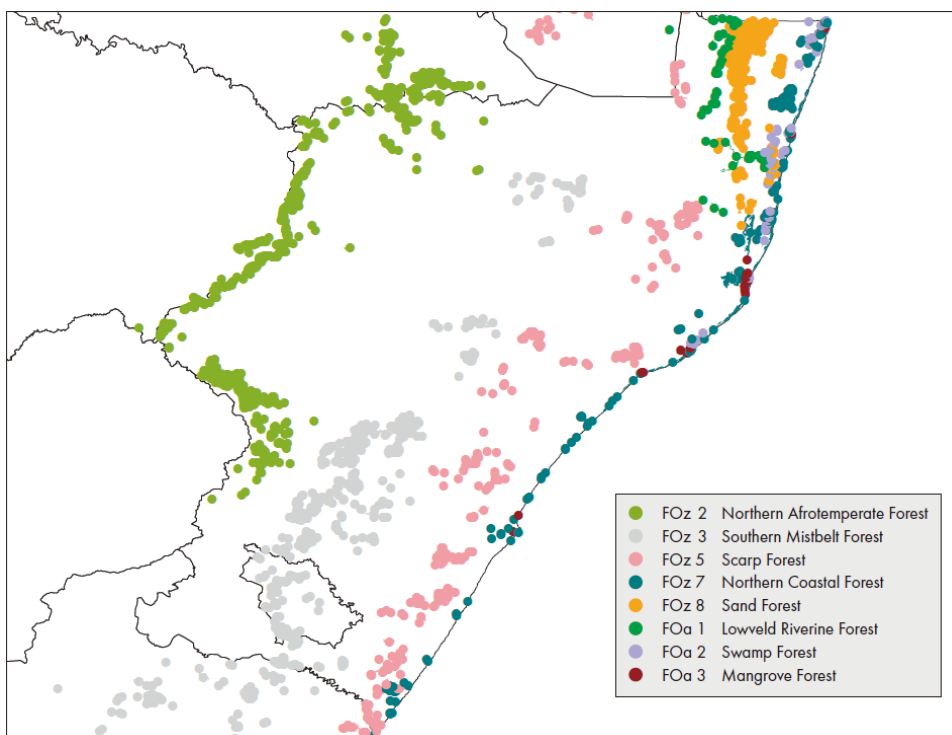 FOz 2 Northern Afrotemperate Forest
FOz 3 Southern Mistbelt Forest
FOz 5 Scarp Forest
FOz 7 Northern Coastal Forest
FOz 8 Sand Forest
FOa 1 Lowveld Riverine Forest
FOa 2 Swamp Forest
FOa 3 Mangrove Forest